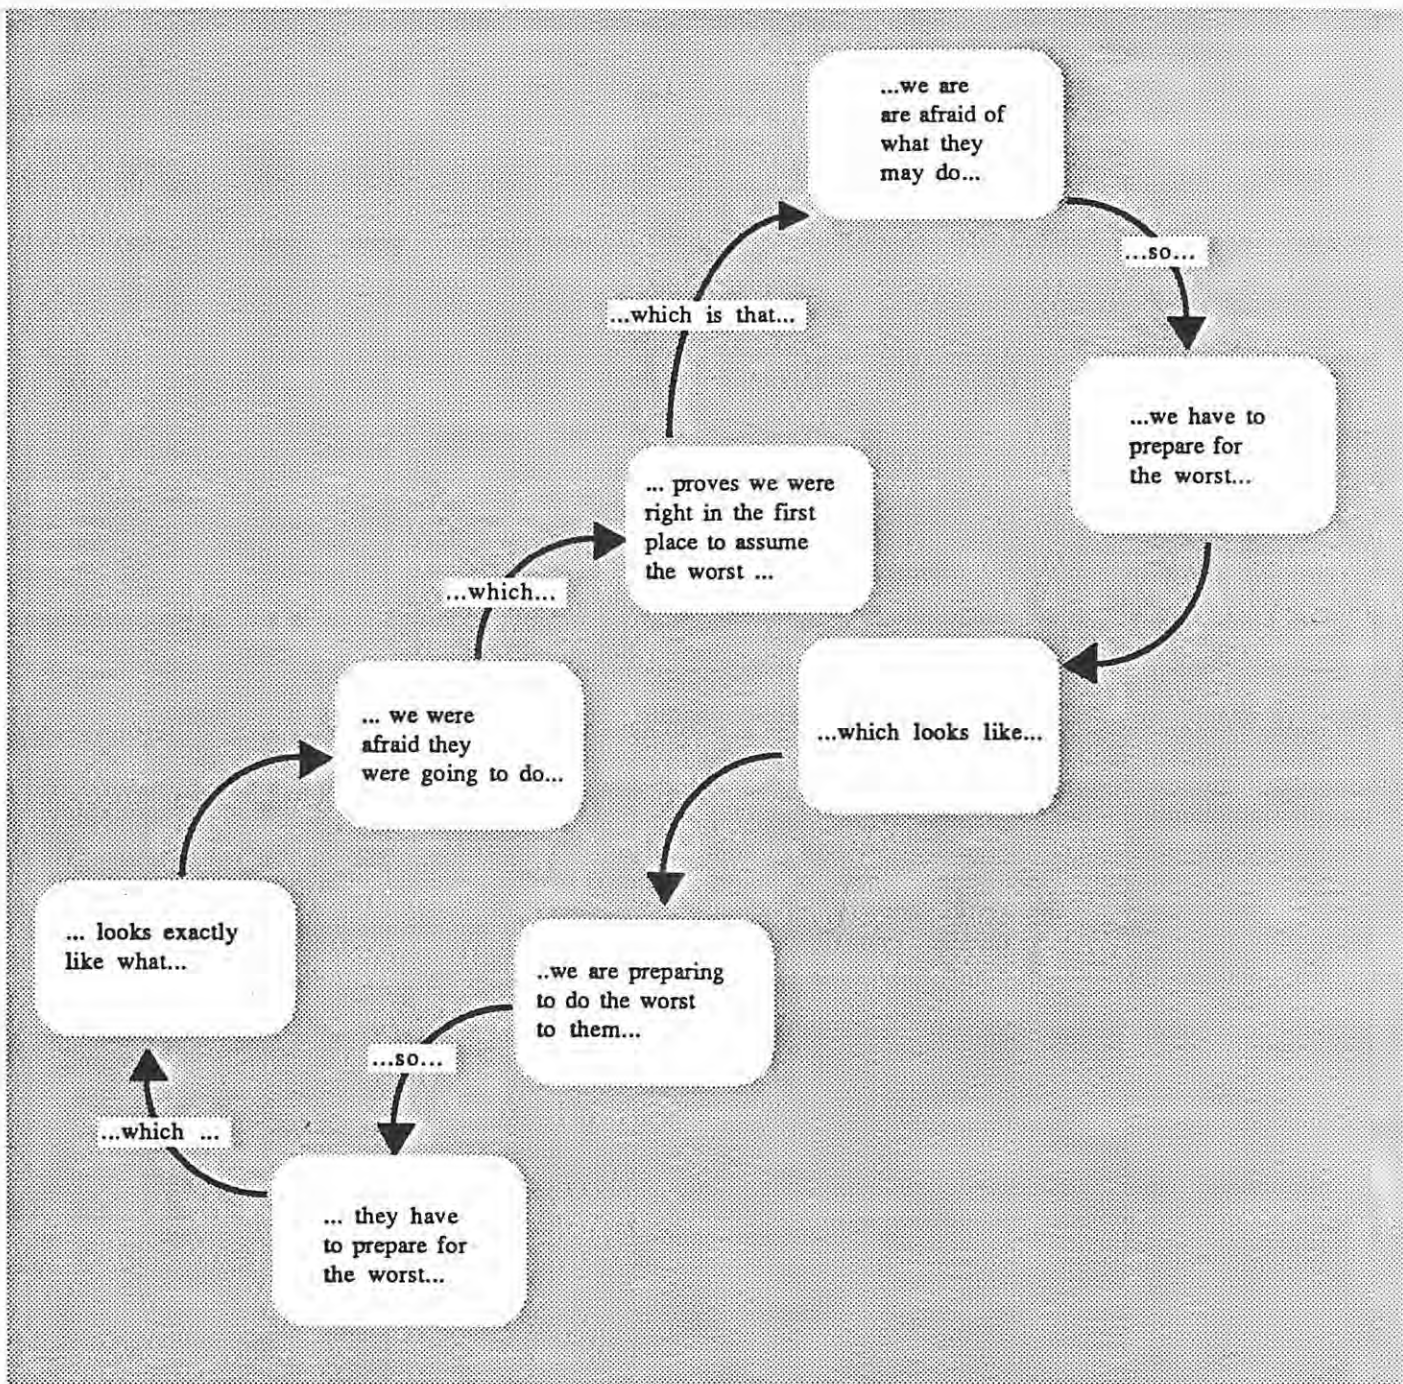 ...we are
are afraid of
what they
may do...
...so...
...we have to
prepare for
the worst...
...which looks like...
..we are preparing
to do the worst
to them...
...so...
... they have
to prepare for
the worst...
...which ...
... looks exactly
like what...
... we were
afraid they
were going to do...
...which...
... proves we were
right in the first
place to assume
the worst ...
...which is that...